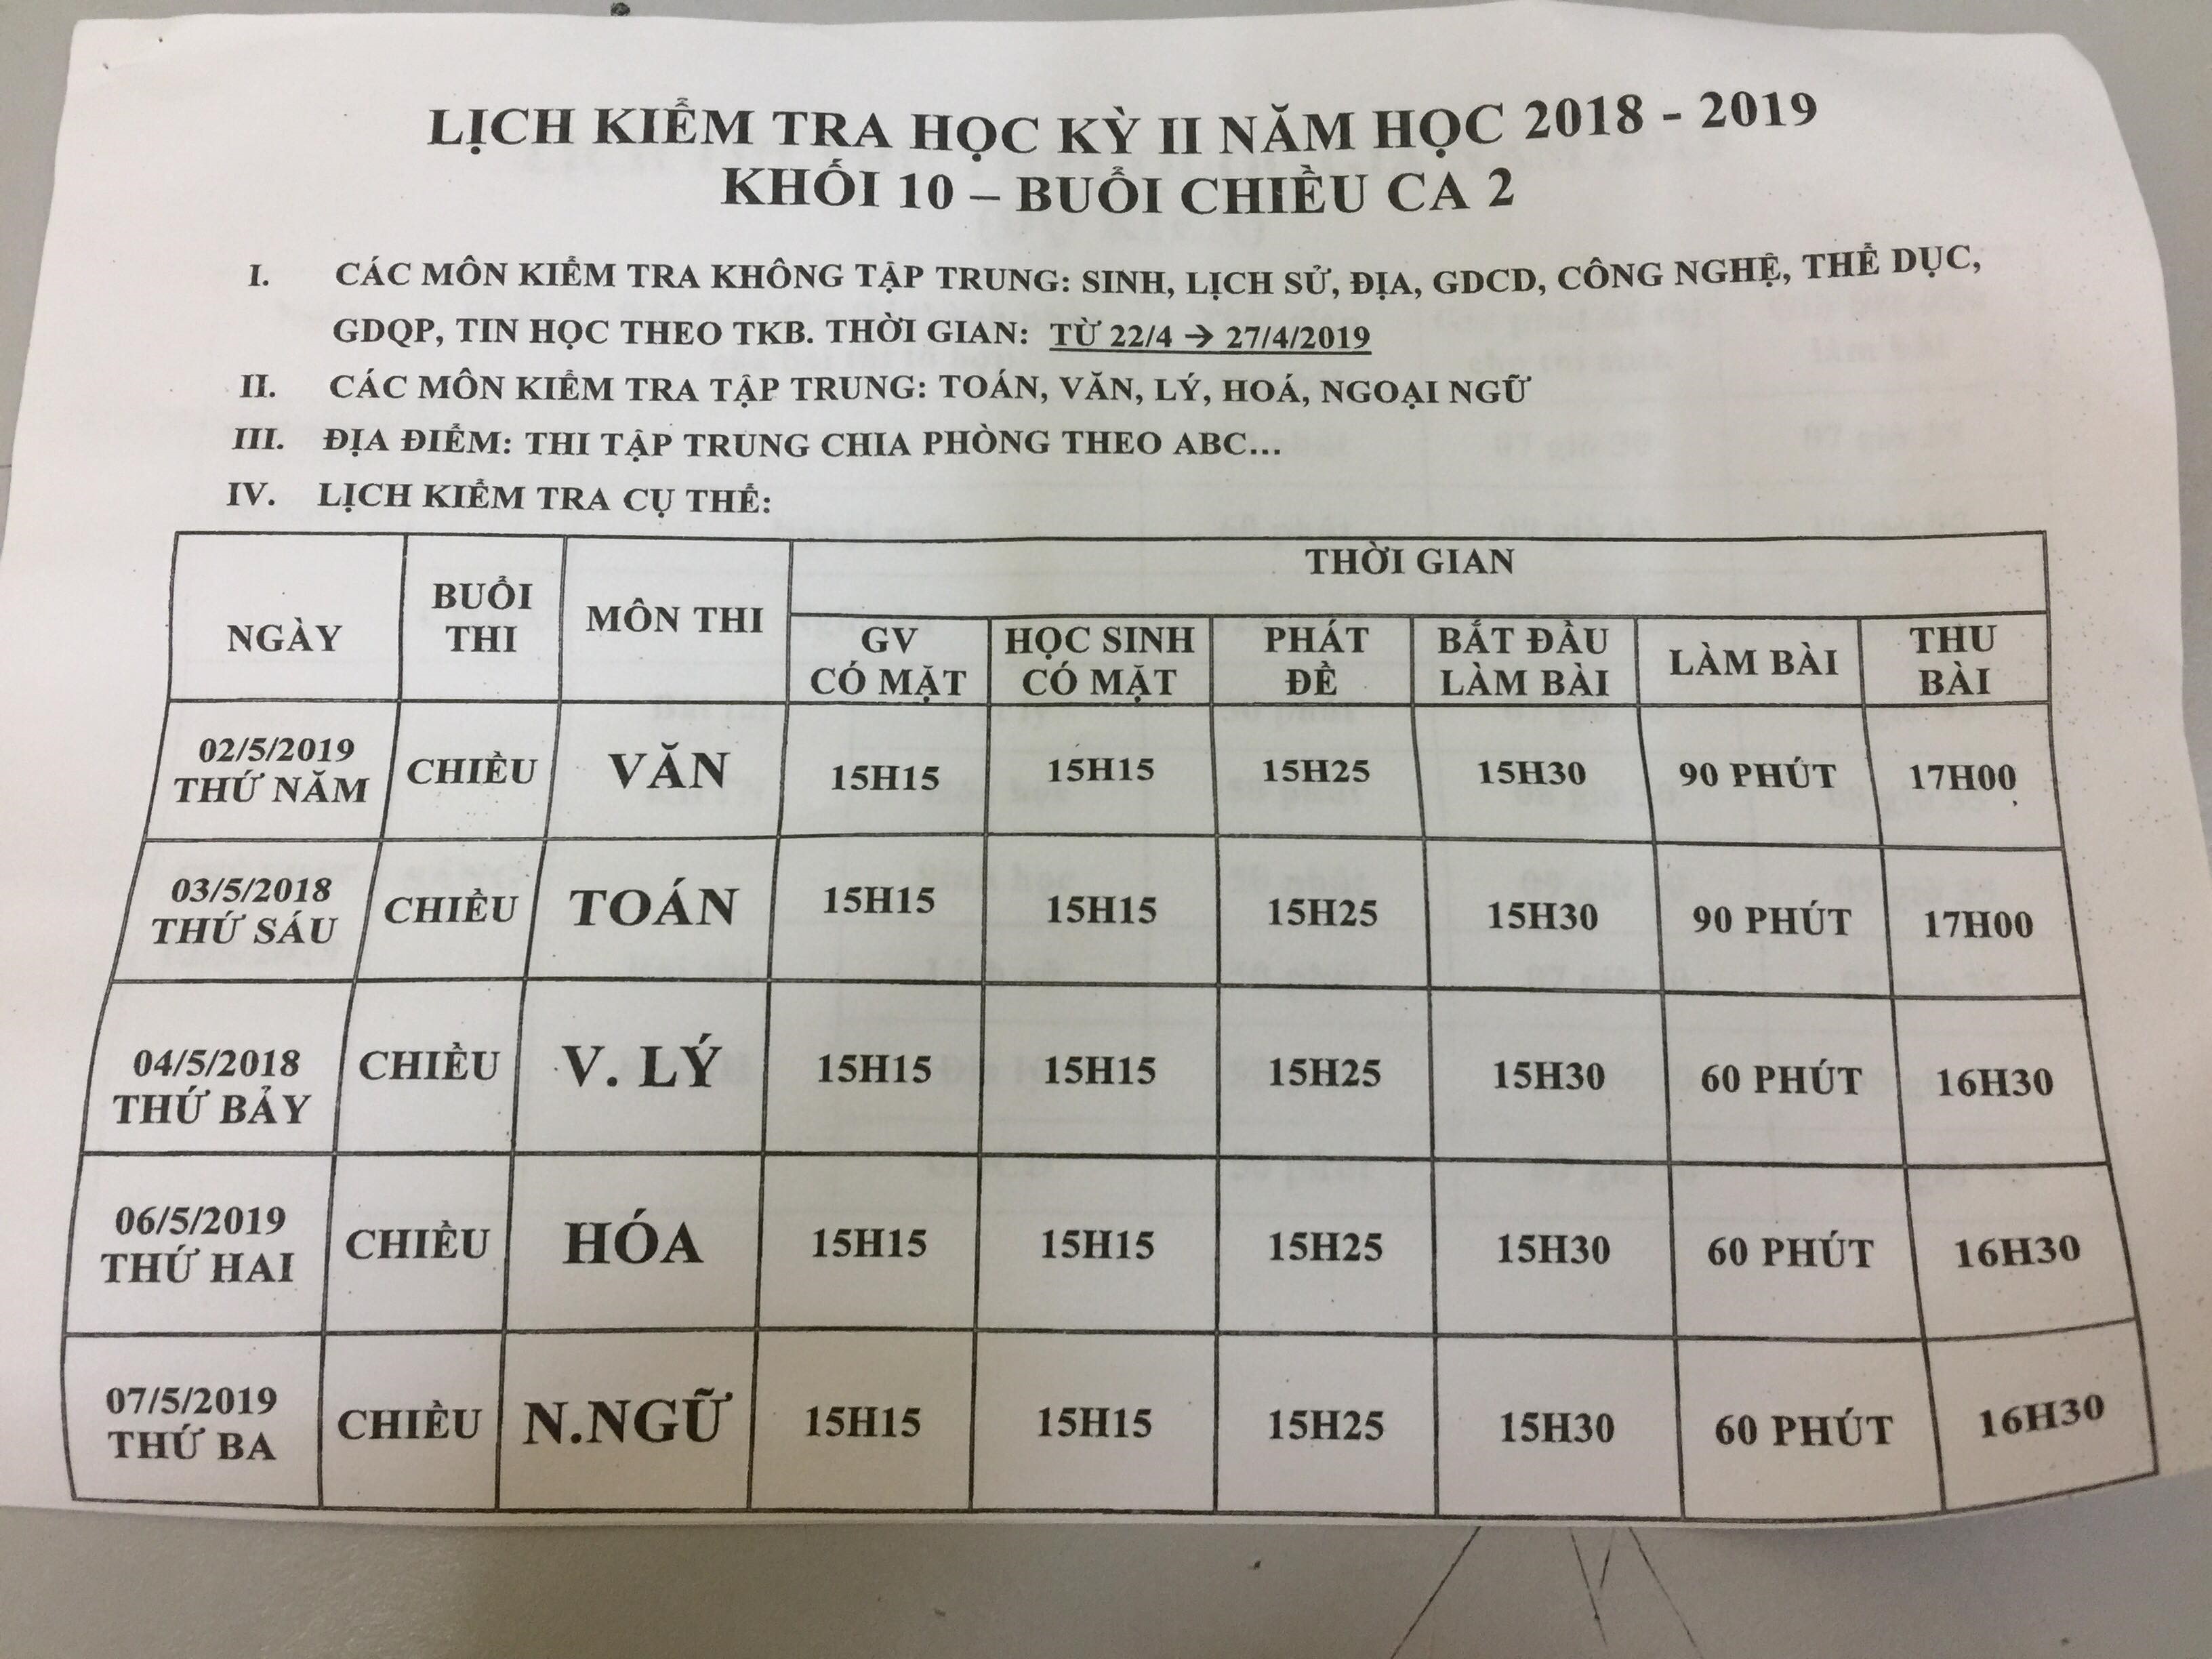 LỊCH KIỂM TRA HỌC KỲ II NĂM HỌC 2018 - 2019
KHỐI 10 – BUỔI CHIỀU CA 2
I. CÁC MÔN KIỂM TRA KHÔNG TẬP TRUNG: SINH, LỊCH SỬ, ĐỊA, GDCD, CÔNG NGHỆ, THỂ DỤC,
GDQP, TIN HỌC THEO TKB. THỜI GIAN: TỪ 22/4 → 27/4/2019
II. CÁC MÔN KIỂM TRA TẬP TRUNG: TOÁN, VĂN, LÝ, HOÁ, NGOẠI NGỮ
III. ĐỊA ĐIỂM: THI TẬP TRUNG CHIA PHÒNG THEO ABC...
IV. LỊCH KIỂM TRA CỤ THỂ:
NGÀY
BUỔI
THI
MÔN THI
THỜI GIAN
GV
CÓ MẶT
HỌC SINH
CÓ MẶT
PHÁT
ĐỀ
BẮT ĐẦU
LÀM BÀI
LÀM BÀI
THU
BÀI
02/5/2019
THỨ NĂM
CHIỀU
VĂN
15H15
15H15
15H25
15H30
90 PHÚT
17H00
03/5/2018
THỨ SÁU
CHIỀU
TOÁN
15H15
15H15
15H25
15H30
90 PHÚT
17H00
04/5/2018
THỨ BẢY
CHIỀU
V. LÝ
15H15
15H15
15H25
15H30
60 PHÚT
16H30
06/5/2019
THỨ HAI
CHIỀU
HÓA
15H15
15H15
15H25
15H30
60 PHÚT
16H30
07/5/2019
THỨ BA
CHIỀU
N.NGỮ
15H15
15H15
15H25
15H30
60 PHÚT
16H30